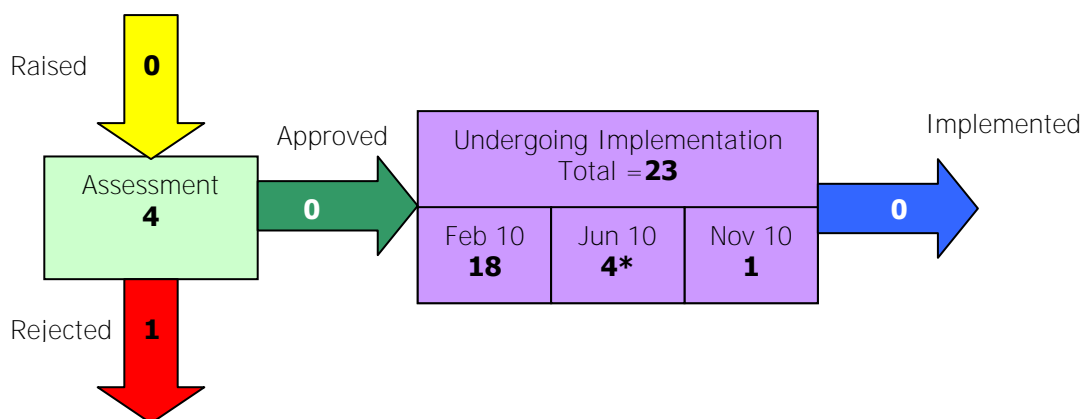 Raised
0
Approved
Implemented
Undergoing Implementation
Total =23
Assessment
4
0
0
Feb 10
18
Jun 10
4*
Nov 10
1
Rejected
1